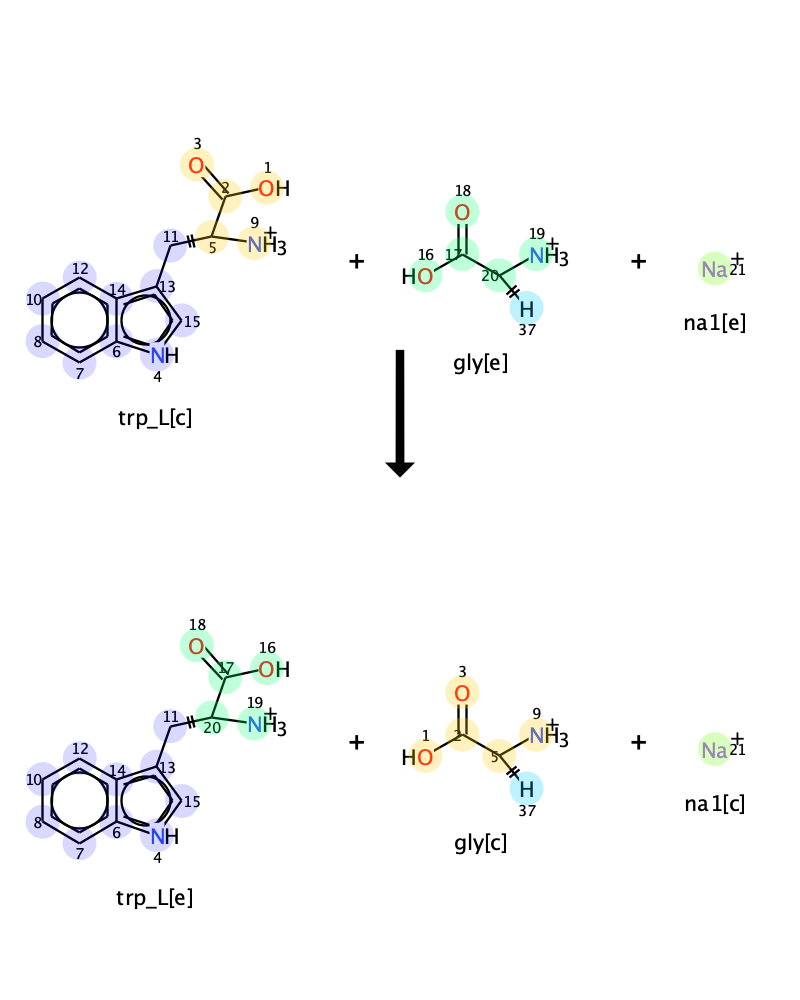 3
O
2
1
OH
9
NH3+
5
11
12
10
14
13
8
15
6
NH
7
4
trp_L[c]
+
18
O
19
NH3+
16
17
HO
20
H
37
gly[e]
+
Na+
21
na1[e]
18
O
17
16
OH
19
NH3+
20
11
12
10
14
13
8
15
6
NH
7
4
trp_L[e]
+
3
O
9
NH3+
1
2
HO
5
H
37
gly[c]
+
Na+
21
na1[c]